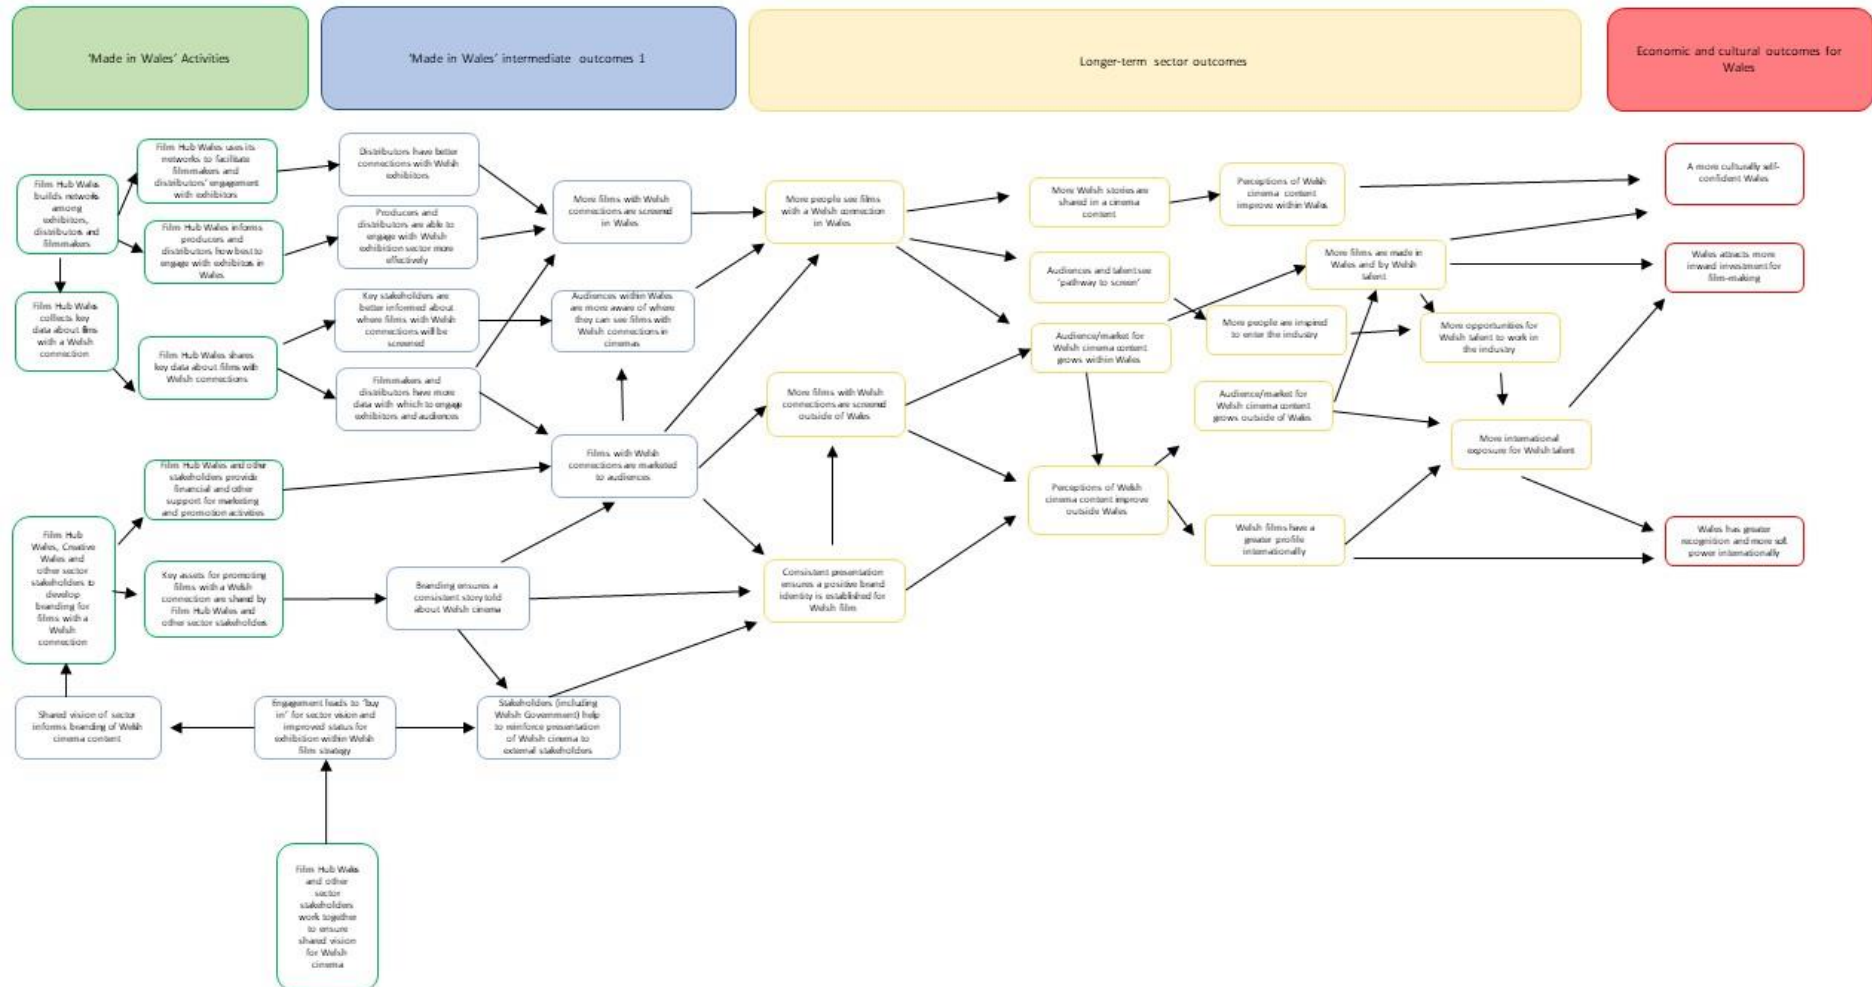 'Made in Wales' Activities
'Made in Wales' intermediate outcomes 1
Longer-term sector outcomes
Economic and cultural outcomes for
Wales
Film Hub Wales
builds networks
among
exhibitors,
distributors and
filmmakers
Film Hub Wales uses its
networks to facilitate
filmmakers and
distributors' engagement
with exhibitors
Film Hub Wales informs
producers and
distributors how best to
engage with exhibitors in
Wales
Film Hub Wales
collects key
data about films
with a Welsh
connection
Film Hub Wales shares
key data about films with
Welsh connections
Film Hub Wales and other
stakeholders provide
financial and other
support for marketing
and promotion activities
Film Hub
Wales, Creative
Wales and
other sector
stakeholders to
develop
branding for
films with a
Welsh
connection
Key assets for promoting
films with a Welsh
connection are shared by
Film Hub Wales and
other sector stakeholders
Shared vision of sector
informs branding of Welsh
cinema content
Engagement leads to "buy
in" for sector vision and
improved status for
exhibition within Welsh
film strategy
Film Hub Wales
and other
sector
stakeholders
work together
to ensure
shared vision
for Welsh
cinema
Distributors have better
connections with Welsh
exhibitors
Producers and
distributors are able to
engage with Welsh
exhibition sector more
effectively
Key stakeholders are
better informed about
where films with Welsh
connections will be
screened
Filmmakers and
distributors have more
data with which to engage
exhibitors and audiences
Branding ensures a
consistent story told
about Welsh cinema
Stakeholders (including
Welsh Government) help
to reinforce presentation
of Welsh cinema to
external stakeholders
More films with Welsh
connections are screened
in Wales
Audiences within Wales
are more aware of where
they can see films with
Welsh connections in
cinemas
Films with Welsh
connections are marketed
to audiences
More people see films
with a Welsh connection
in Wales
More films with Welsh
connections are screened
outside of Wales
Consistent presentation
ensures a positive brand
identity is established for
Welsh film
More Welsh stories are
shared in a cinema
content
Audiences and talent see
'pathway to screen'
Audience/market for
Welsh cinema content
grows within Wales
Perceptions of Welsh
cinema content improve
outside Wales
Perceptions of Welsh
cinema content
improve within Wales
More films are made in
Wales and by Welsh
talent
More people are inspired
to enter the industry
Audience/market for
Welsh cinema content
grows outside of Wales
Welsh films have a
greater profile
internationally
More opportunities for
Welsh talent to work in
the industry
More international
exposure for Welsh talent
A more culturally self-
confident Wales
Wales attracts more
inward investment for
film-making
Wales has greater
recognition and more soft
power internationally